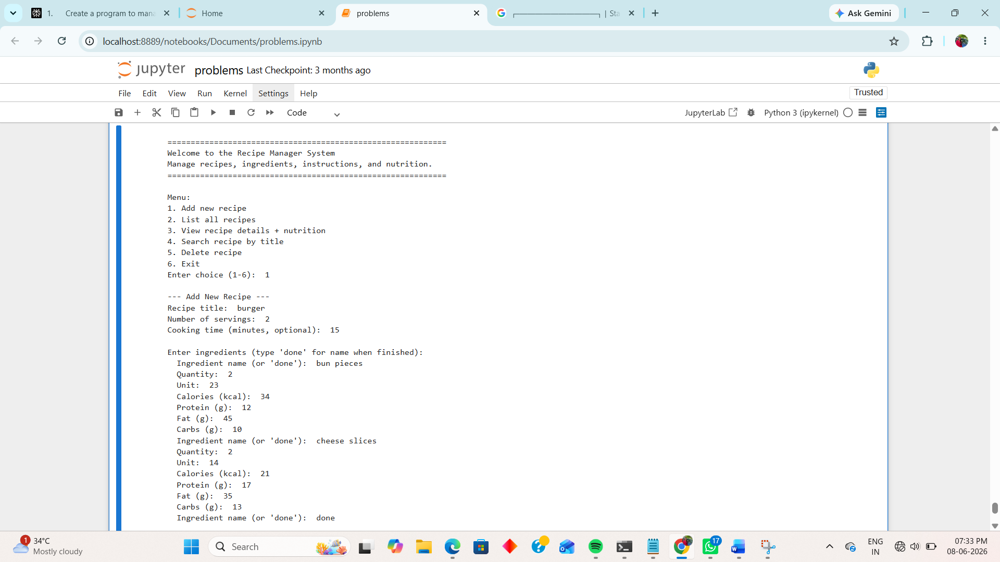 1. Create a program to mana
Home
problems
| Sta
Ask Gemini
localhost:8889/notebooks/Documents/problems.ipynb
jupyter problems Last Checkpoint: 3 months ago
File Edit View Run Kernel Settings Help
Trusted
Code
JupyterLab
Python 3 (ipykernel)
============================================================
Welcome to the Recipe Manager System
Manage recipes, ingredients, instructions, and nutrition.
============================================================
Menu:
1. Add new recipe
2. List all recipes
3. View recipe details + nutrition
4. Search recipe by title
5. Delete recipe
6. Exit
Enter choice (1-6):  1
--- Add New Recipe ---
Recipe title:  burger
Number of servings:  2
Cooking time (minutes, optional):  15
Enter ingredients (type 'done' for name when finished):
Ingredient name (or 'done'):  bun pieces
Quantity:  2
Unit:  23
Calories (kcal):  34
Protein (g):  12
Fat (g):  45
Carbs (g):  10
Ingredient name (or 'done'):  cheese slices
Quantity:  2
Unit:  14
Calories (kcal):  21
Protein (g):  17
Fat (g):  35
Carbs (g):  13
Ingredient name (or 'done'):  done
1
34°C
Mostly cloudy
Search
17
ENG
IN
07:33 PM
08-06-2026